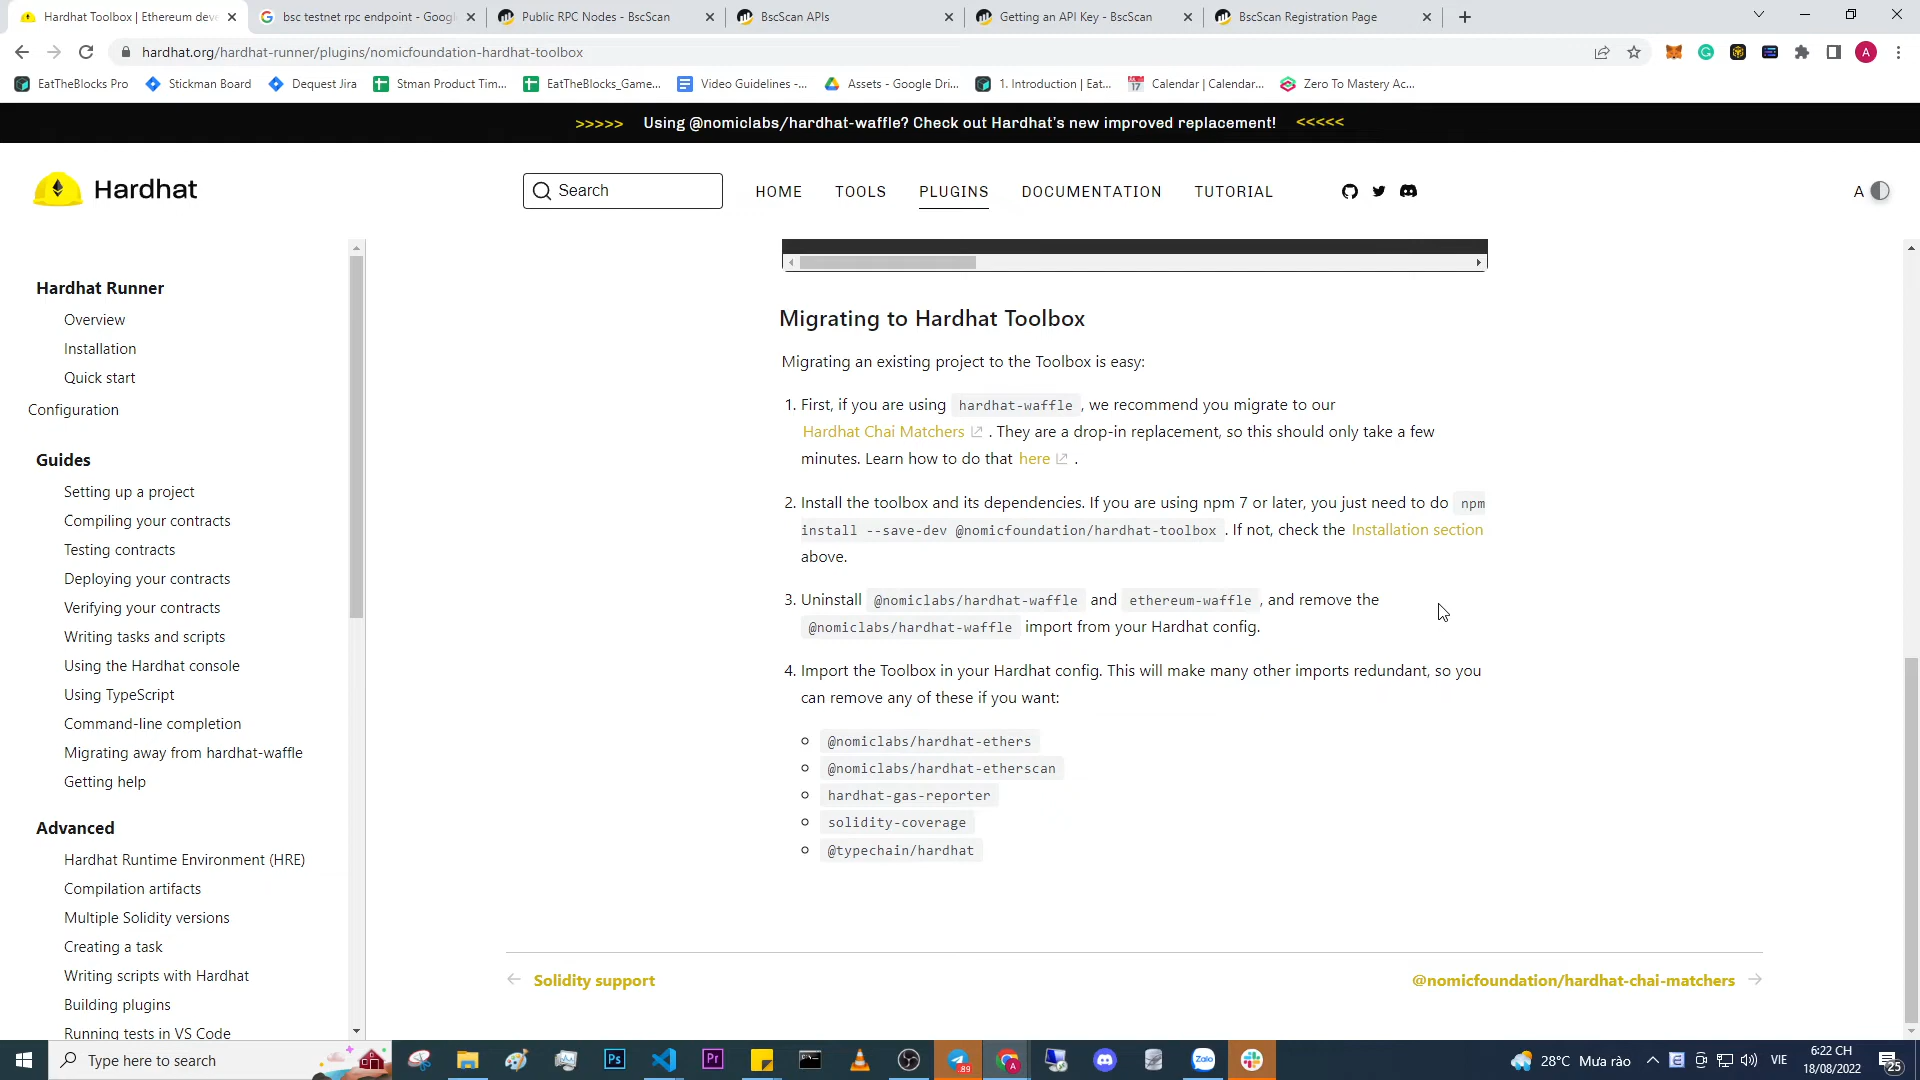 Hardhat Toolbox | Ethereum deve
bsc testnet rpc endpoint - Googl
Public RPC Nodes - BscScan
BscScan APIs
Getting an API Key - BscScan
BscScan Registration Page
hardhat.org/hardhat-runner/plugins/nomicfoundation-hardhat-toolbox
A
EatTheBlocks Pro
Stickman Board
Dequest Jira
Stman Product Tim...
EatTheBlocks_Game...
Video Guidelines -...
Assets - Google Dri...
1. Introduction | Eat...
Calendar | Calendar...
Zero To Mastery Ac...
>>>>> Using @nomiclabs/hardhat-waffle? Check out Hardhat's new improved replacement! <<<<<
Hardhat
Search
HOME
TOOLS
PLUGINS
DOCUMENTATION
TUTORIAL
A
Hardhat Runner
Overview
Installation
Quick start
Configuration
Guides
Setting up a project
Compiling your contracts
Testing contracts
Deploying your contracts
Verifying your contracts
Writing tasks and scripts
Using the Hardhat console
Using TypeScript
Command-line completion
Migrating away from hardhat-waffle
Getting help
Advanced
Hardhat Runtime Environment (HRE)
Compilation artifacts
Multiple Solidity versions
Creating a task
Writing scripts with Hardhat
Building plugins
Running tests in VS Code
Migrating to Hardhat Toolbox
Migrating an existing project to the Toolbox is easy:
1. First, if you are using hardhat-waffle , we recommend you migrate to our
Hardhat Chai Matchers . They are a drop-in replacement, so this should only take a few
minutes. Learn how to do that here .
2. Install the toolbox and its dependencies. If you are using npm 7 or later, you just need to do npm
install --save-dev @nomicfoundation/hardhat-toolbox . If not, check the Installation section
above.
3. Uninstall @nomiclabs/hardhat-waffle and ethereum-waffle , and remove the
@nomiclabs/hardhat-waffle import from your Hardhat config.
4. Import the Toolbox in your Hardhat config. This will make many other imports redundant, so you
can remove any of these if you want:
@nomiclabs/hardhat-ethers
@nomiclabs/hardhat-etherscan
hardhat-gas-reporter
solidity-coverage
@typechain/hardhat
← Solidity support
@nomicfoundation/hardhat-chai-matchers →
Type here to search
Ps
Pr
89
A
Zalo
28°C Mưa rào
VIE
6:22 CH
18/08/2022
25